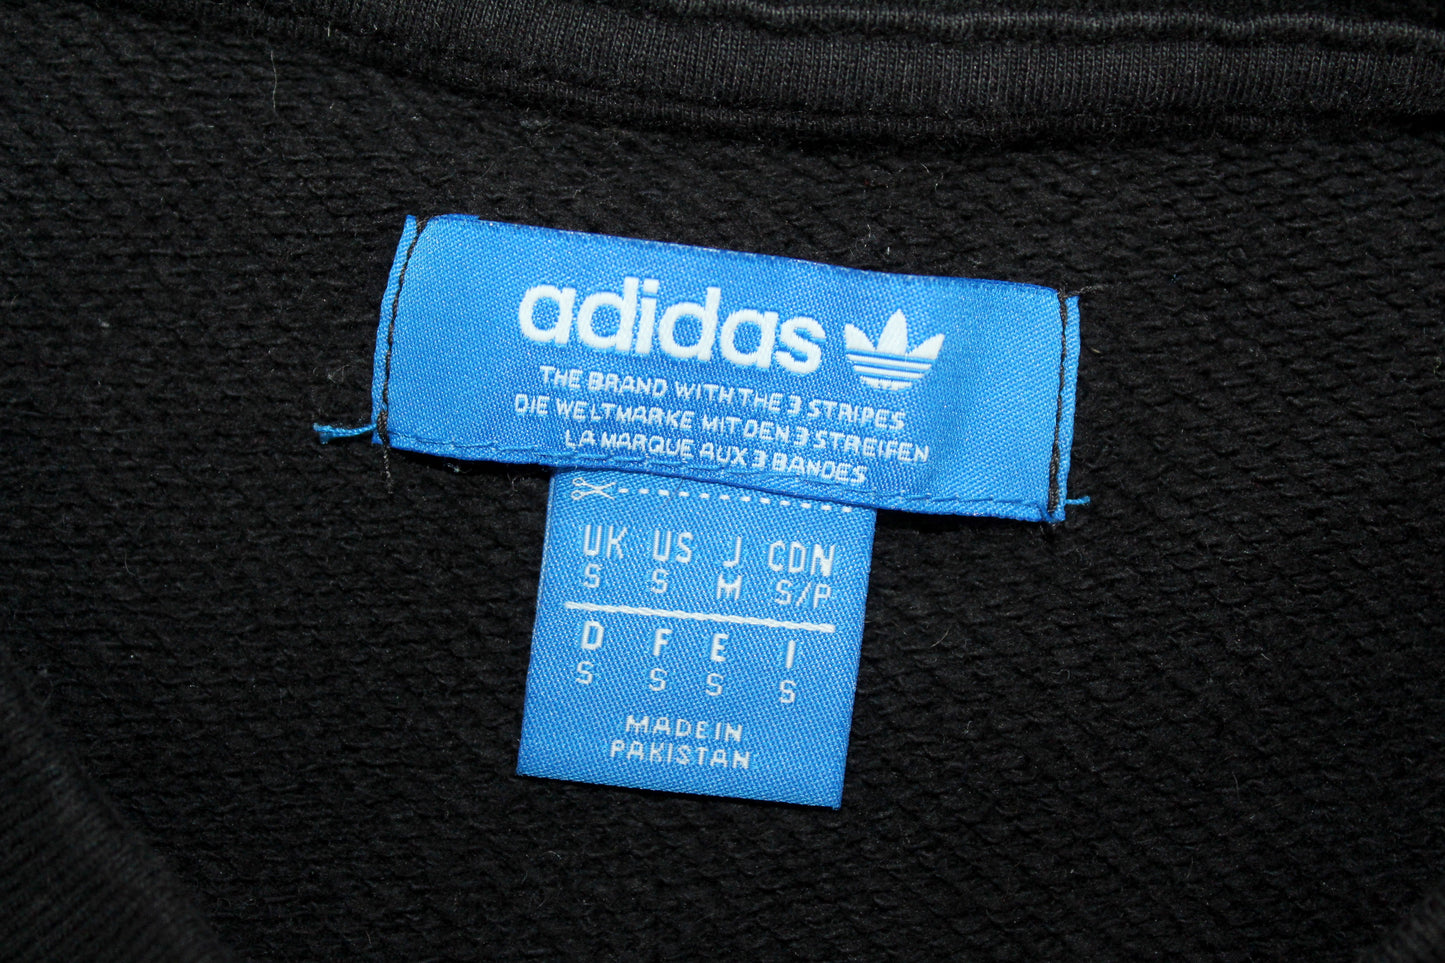 adidas
THE BRAND WITH THE 3 STRIPES
DIE WELTMARKE MIT DEN 3 STREIFEN
LA MARQUE AUX 3 BANDES
UK US J CDN
S S M S/P
D F E I
S S S S
MADE IN
PAKISTAN